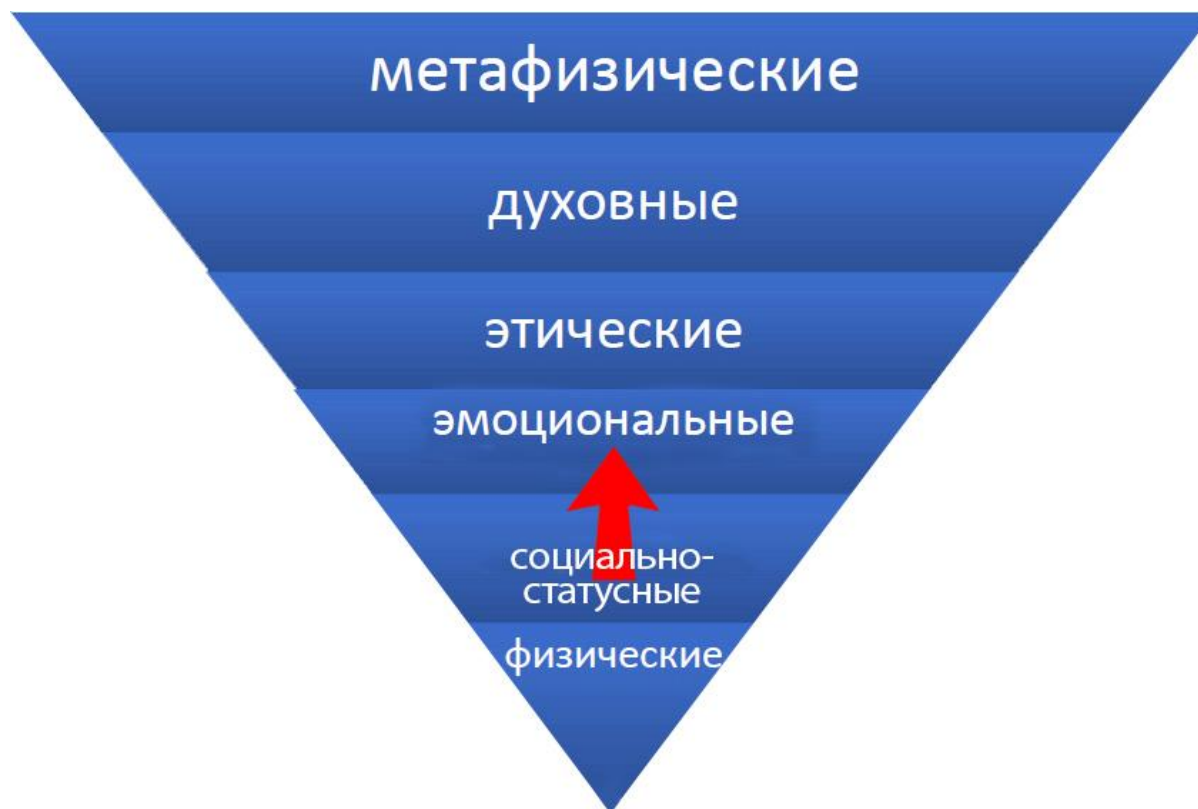 метафизические
духовные
этические
эмоциональные
социально-
статусные
физические